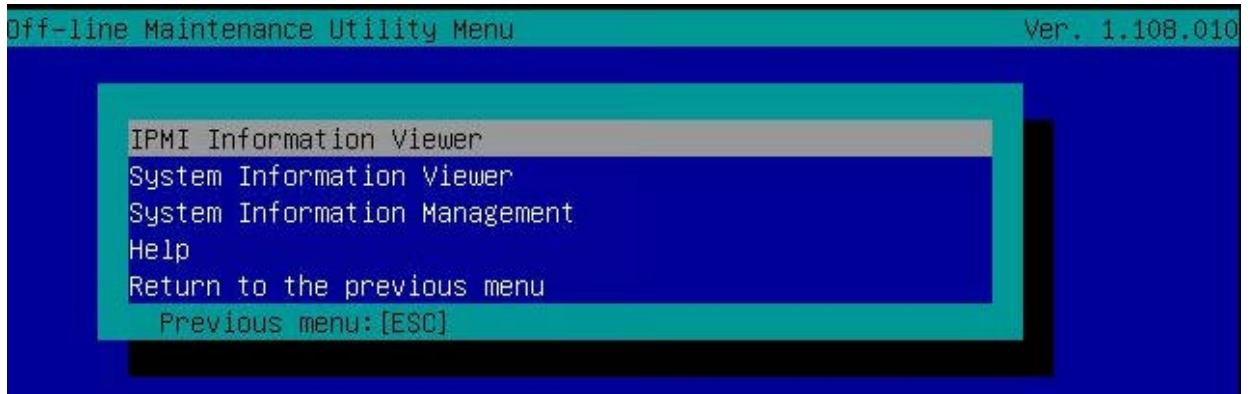 Off-line Maintenance Utility Menu Ver. 1.108.010
IPMI Information Viewer
System Information Viewer
System Information Management
Help
Return to the previous menu
Previous menu:[ESC]